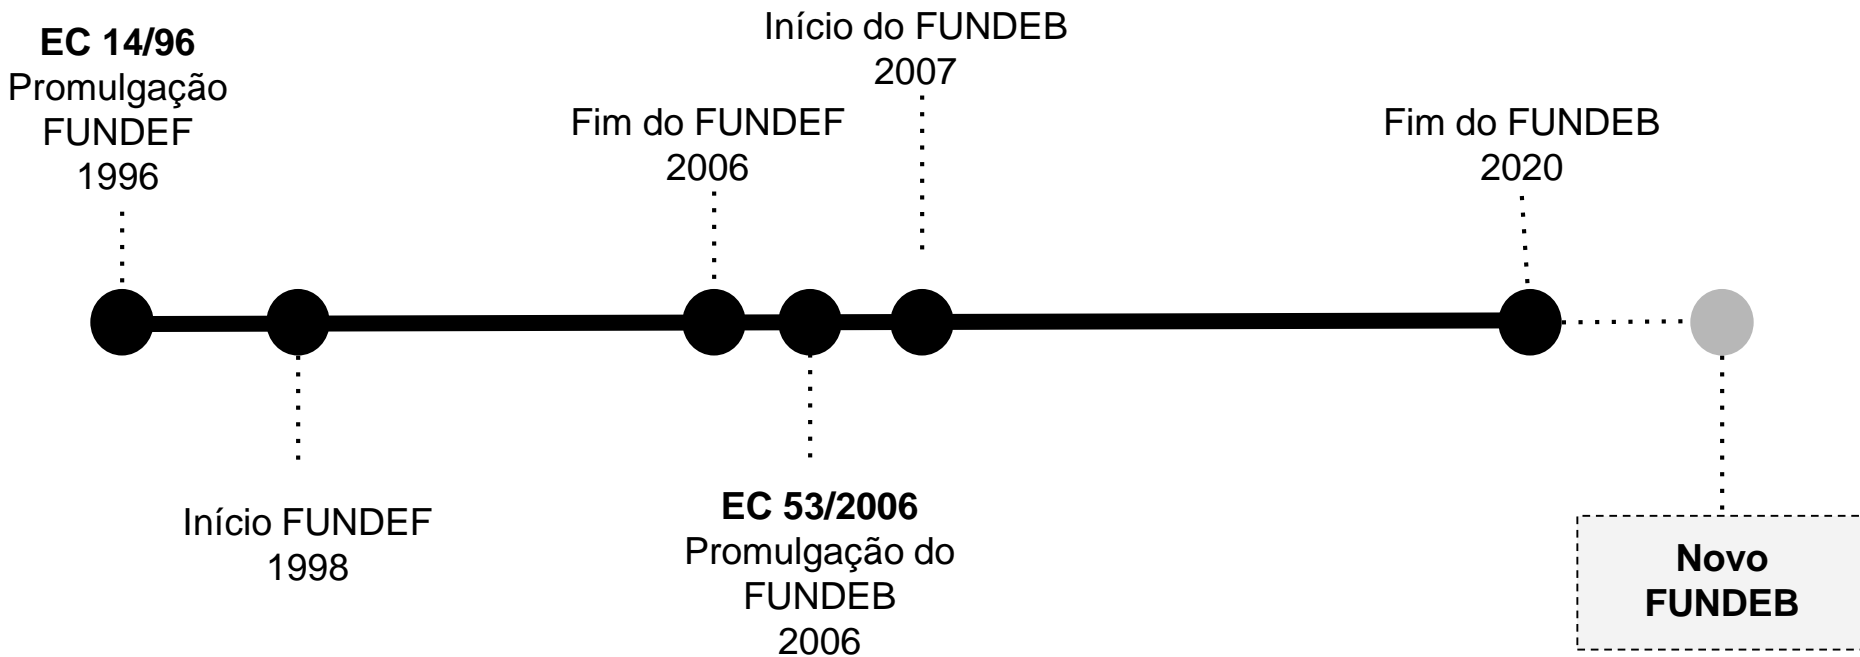 EC 14/96
Promulgação
FUNDEF
1996
Início FUNDEF
1998
Fim do FUNDEF
2006
EC 53/2006
Promulgação do
FUNDEB
2006
Início do FUNDEB
2007
Fim do FUNDEB
2020
Novo
FUNDEB